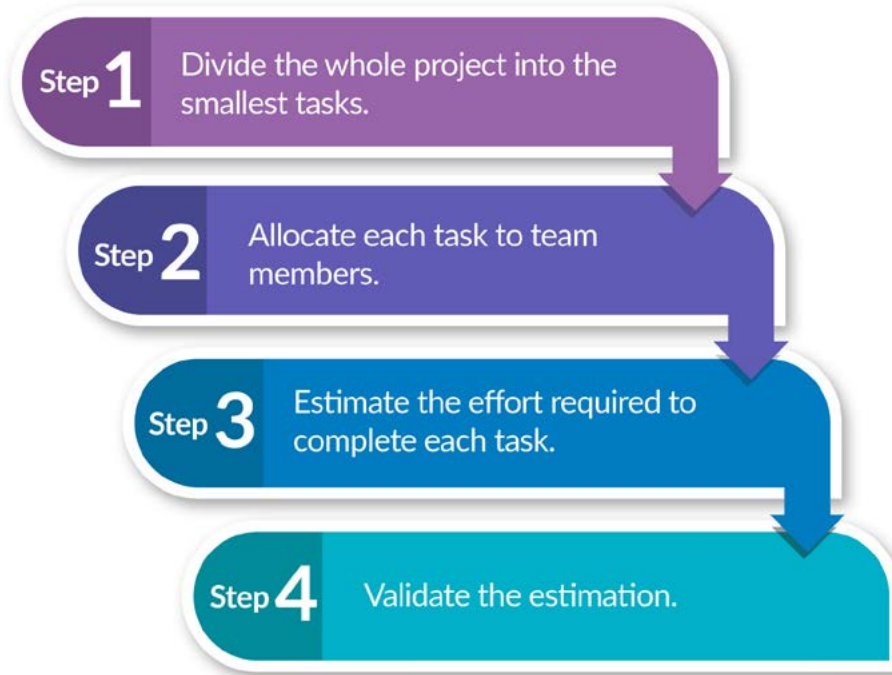 Step 1
Divide the whole project into the
smallest tasks.
Step 2
Allocate each task to team
members.
Step 3
Estimate the effort required to
complete each task.
Step 4
Validate the estimation.